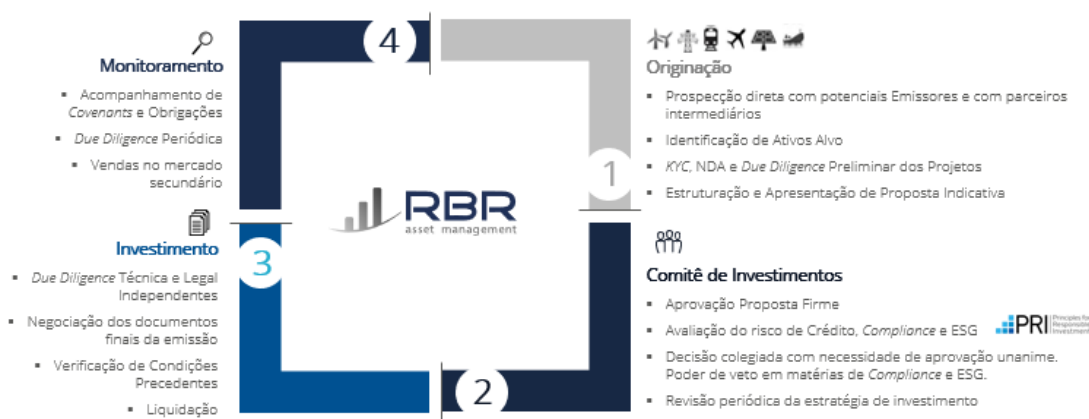 4
Monitoramento
▪ Acompanhamento de
Covenants e Obrigações
▪ Due Diligence Periódica
▪ Vendas no mercado
secundário
Originação
▪ Prospecção direta com potenciais Emissores e com parceiros
intermediários
▪ Identificação de Ativos Alvo
▪ KYC, NDA e Due Diligence Preliminar dos Projetos
▪ Estruturação e Apresentação de Proposta Indicativa
1
RBR
asset management
Investimento
3
▪ Due Diligence Técnica e Legal
Independentes
▪ Negociação dos documentos
finais da emissão
▪ Verificação de Condições
Precedentes
▪ Liquidação
2
Comitê de Investimentos
▪ Aprovação Proposta Firme
▪ Avaliação do risco de Crédito, Compliance e ESG
PRI
Principles for
Responsible
Investment
▪ Decisão colegiada com necessidade de aprovação unanime.
Poder de veto em matérias de Compliance e ESG.
▪ Revisão periódica da estratégia de investimento